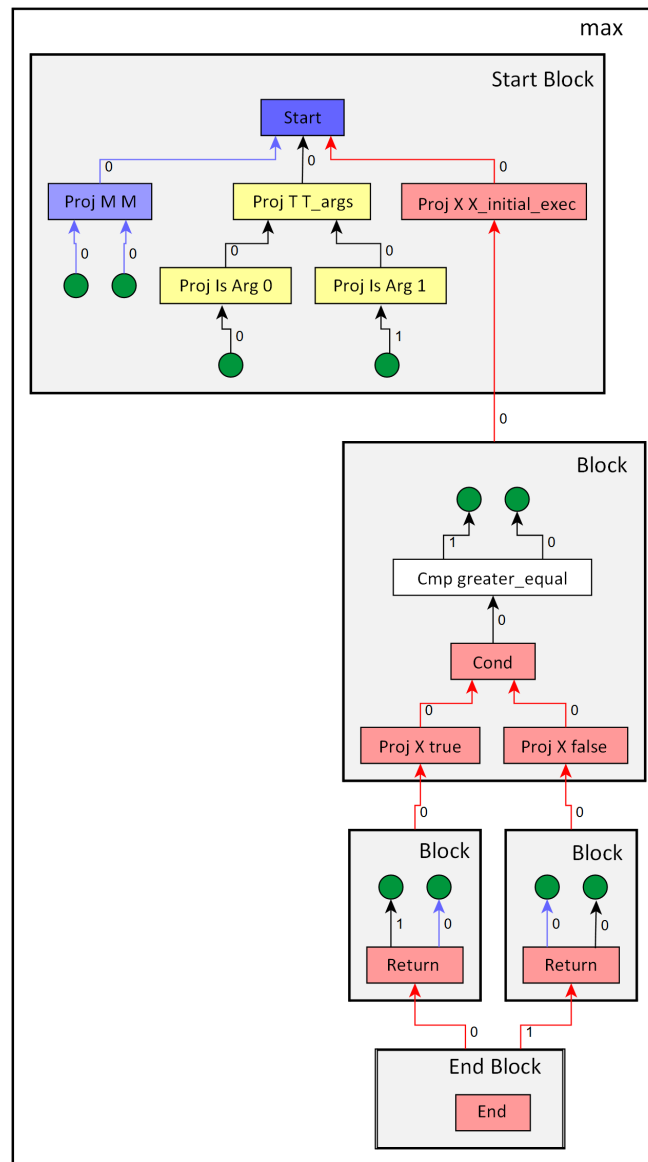 max
Start Block
Start
0 0 0
Proj M M Proj T T_args Proj X X_initial_exec
0 0 0 0
Proj Is Arg 0 Proj Is Arg 1
0 1
0
Block
1 0
Cmp greater_equal
0
Cond
0 0
Proj X true Proj X false
0 0
Block Block
1 0 0 0
Return Return
0 1
End Block
End